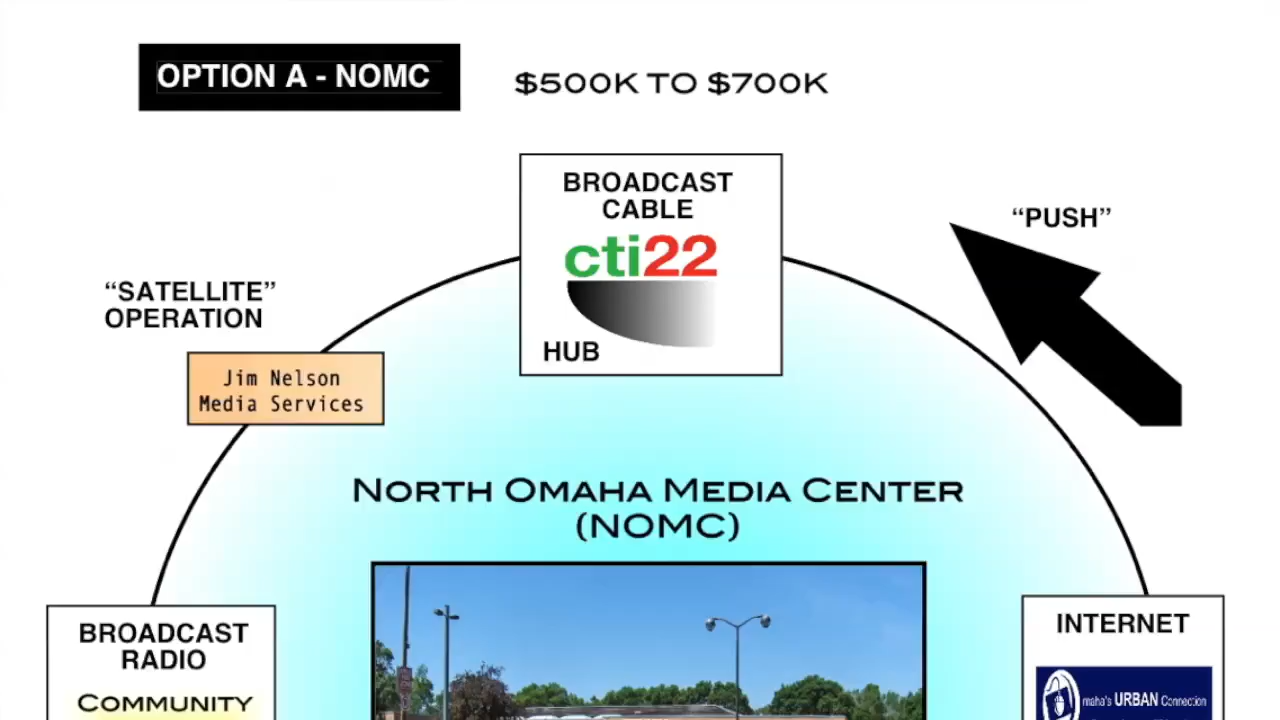 OPTION A - NOMC
$500K TO $700K
BROADCAST
CABLE
cti22
HUB
“PUSH”
“SATELLITE”
OPERATION
Jim Nelson
Media Services
NORTH OMAHA MEDIA CENTER
(NOMC)
BROADCAST
RADIO
COMMUNITY
INTERNET
maha's URBAN Connection